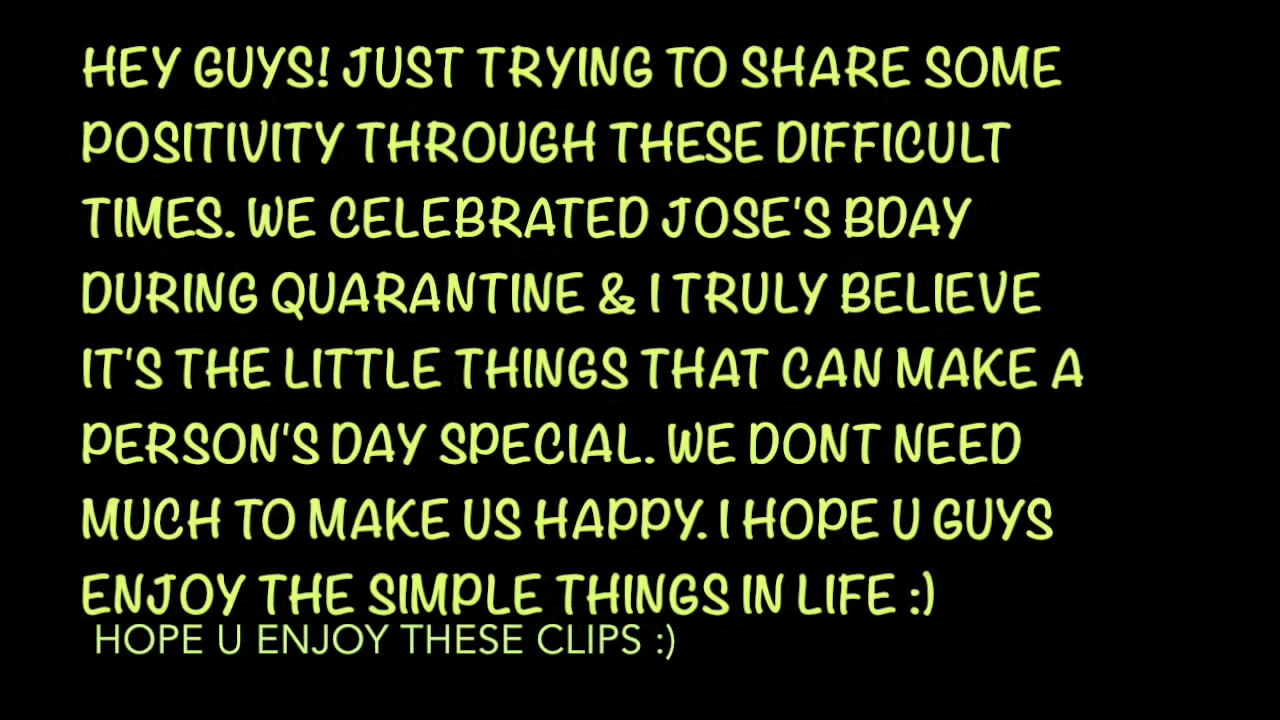 HEY GUYS! JUST TRYING TO SHARE SOME
POSITIVITY THROUGH THESE DIFFICULT
TIMES. WE CELEBRATED JOSE'S BDAY
DURING QUARANTINE & I TRULY BELIEVE
IT'S THE LITTLE THINGS THAT CAN MAKE A
PERSON'S DAY SPECIAL. WE DONT NEED
MUCH TO MAKE US HAPPY. I HOPE U GUYS
ENJOY THE SIMPLE THINGS IN LIFE :)
HOPE U ENJOY THESE CLIPS :)